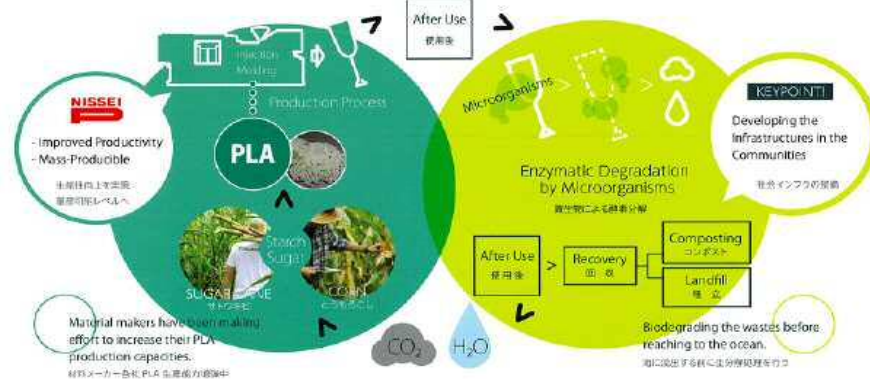 After Use
使用後
Injection
Molding
Production Process
NISSEI
- Improved Productivity
- Mass-Producible
生産性向上を実現
量産可能レベルへ
PLA
Starch
Sugar
SUGAR CANE
サトウキビ
CORN
とうもろこし
Material makers have been making
effort to increase their PLA
production capacities.
材料メーカー各社 PLA 生産能力増強中
CO₂
H₂O
Microorganisms
Enzymatic Degradation
by Microorganisms
微生物による酵素分解
KEYPOINT!
Developing the
Infrastructures in the
Communities
社会インフラの整備
After Use
使用後
Recovery
回収
Composting
コンポスト
Landfill
埋立
Biodegrading the wastes before
reaching to the ocean.
海に流出する前に生分解処理を行う